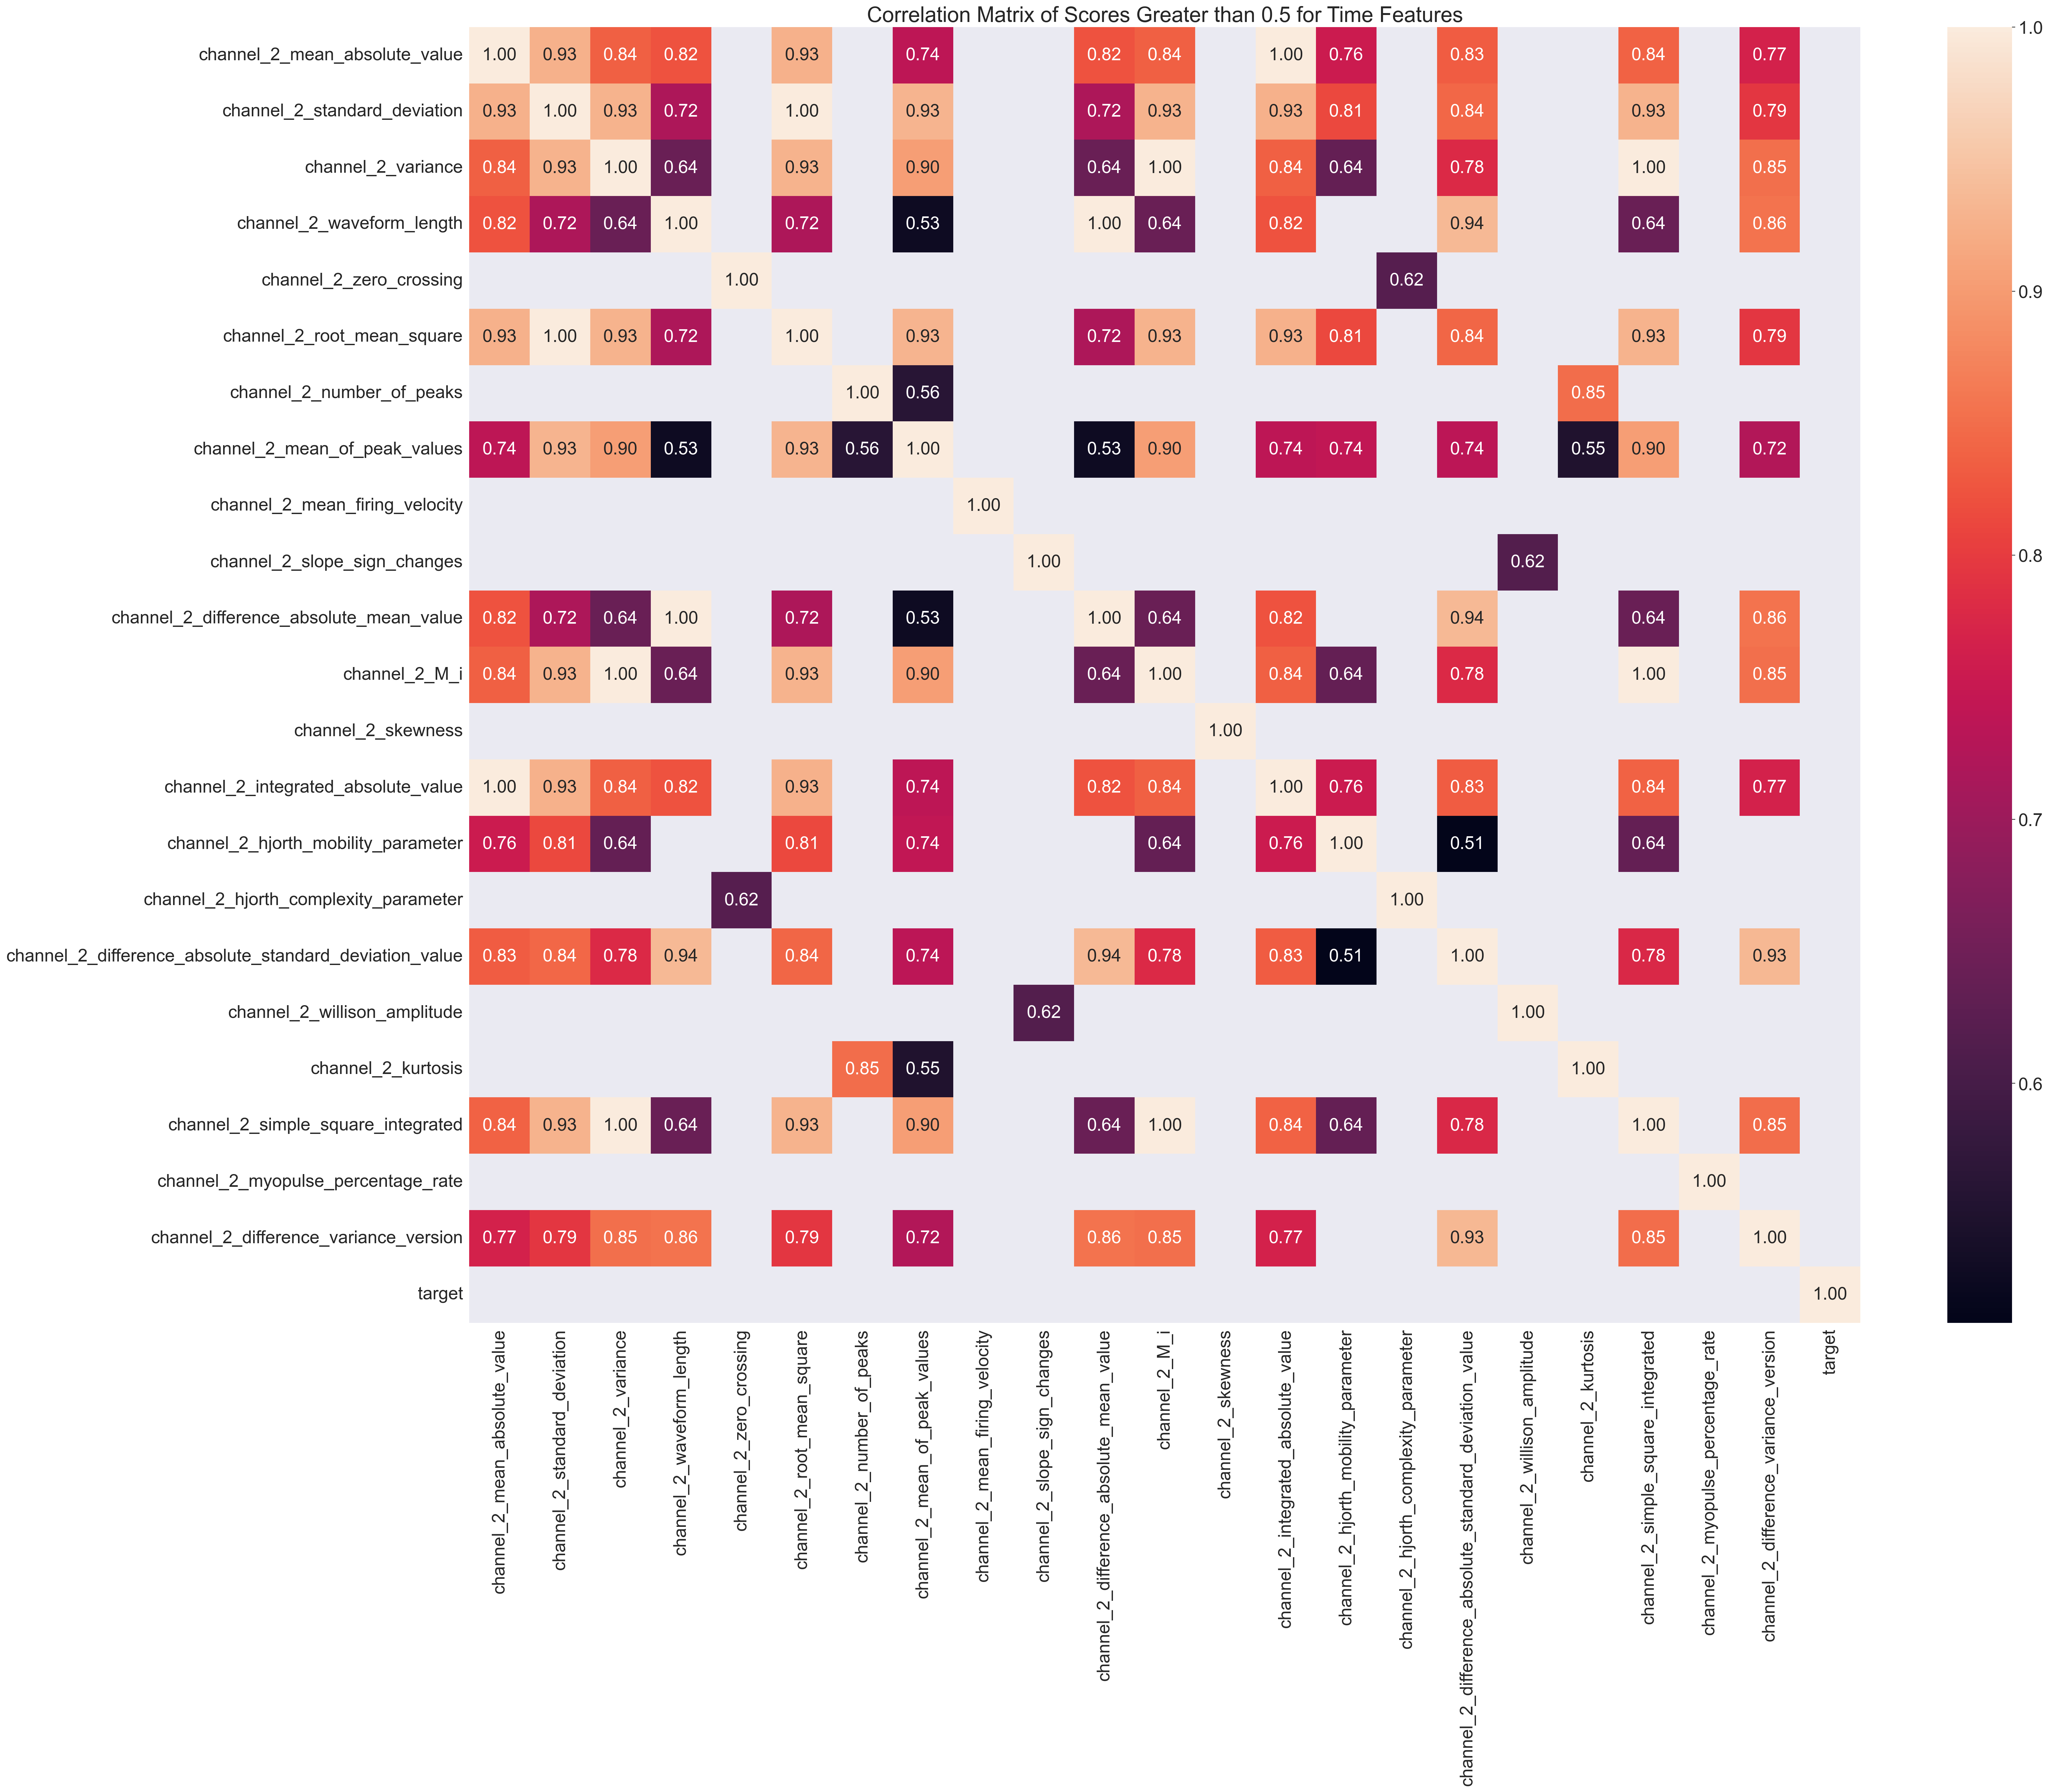 Correlation Matrix of Scores Greater than 0.5 for Time Features
channel_2_mean_absolute_value 1.00 0.93 0.84 0.82 0.93 0.74 0.82 0.84 1.00 0.76 0.83 0.84 0.77
channel_2_standard_deviation 0.93 1.00 0.93 0.72 1.00 0.93 0.72 0.93 0.93 0.81 0.84 0.93 0.79
channel_2_variance 0.84 0.93 1.00 0.64 0.93 0.90 0.64 1.00 0.84 0.64 0.78 1.00 0.85
channel_2_waveform_length 0.82 0.72 0.64 1.00 0.72 0.53 1.00 0.64 0.82 0.94 0.64 0.86
channel_2_zero_crossing 1.00 0.62
channel_2_root_mean_square 0.93 1.00 0.93 0.72 1.00 0.93 0.72 0.93 0.93 0.81 0.84 0.93 0.79
channel_2_number_of_peaks 1.00 0.56 0.85
channel_2_mean_of_peak_values 0.74 0.93 0.90 0.53 0.93 0.56 1.00 0.53 0.90 0.74 0.74 0.74 0.55 0.90 0.72
channel_2_mean_firing_velocity 1.00
channel_2_slope_sign_changes 1.00 0.62
channel_2_difference_absolute_mean_value 0.82 0.72 0.64 1.00 0.72 0.53 1.00 0.64 0.82 0.94 0.64 0.86
channel_2_M_i 0.84 0.93 1.00 0.64 0.93 0.90 0.64 1.00 0.84 0.64 0.78 1.00 0.85
channel_2_skewness 1.00
channel_2_integrated_absolute_value 1.00 0.93 0.84 0.82 0.93 0.74 0.82 0.84 1.00 0.76 0.83 0.84 0.77
channel_2_hjorth_mobility_parameter 0.76 0.81 0.64 0.81 0.74 0.64 0.76 1.00 0.51 0.64
channel_2_hjorth_complexity_parameter 0.62 1.00
channel_2_difference_absolute_standard_deviation_value 0.83 0.84 0.78 0.94 0.84 0.74 0.94 0.78 0.83 0.51 1.00 0.78 0.93
channel_2_willison_amplitude 0.62 1.00
channel_2_kurtosis 0.85 0.55 1.00
channel_2_simple_square_integrated 0.84 0.93 1.00 0.64 0.93 0.90 0.64 1.00 0.84 0.64 0.78 1.00 0.85
channel_2_myopulse_percentage_rate 1.00
channel_2_difference_variance_version 0.77 0.79 0.85 0.86 0.79 0.72 0.86 0.85 0.77 0.93 0.85 1.00
target 1.00
channel_2_mean_absolute_value
channel_2_standard_deviation
channel_2_variance
channel_2_waveform_length
channel_2_zero_crossing
channel_2_root_mean_square
channel_2_number_of_peaks
channel_2_mean_of_peak_values
channel_2_mean_firing_velocity
channel_2_slope_sign_changes
channel_2_difference_absolute_mean_value
channel_2_M_i
channel_2_skewness
channel_2_integrated_absolute_value
channel_2_hjorth_mobility_parameter
channel_2_hjorth_complexity_parameter
channel_2_difference_absolute_standard_deviation_value
channel_2_willison_amplitude
channel_2_kurtosis
channel_2_simple_square_integrated
channel_2_myopulse_percentage_rate
channel_2_difference_variance_version
target
1.0
0.9
0.8
0.7
0.6